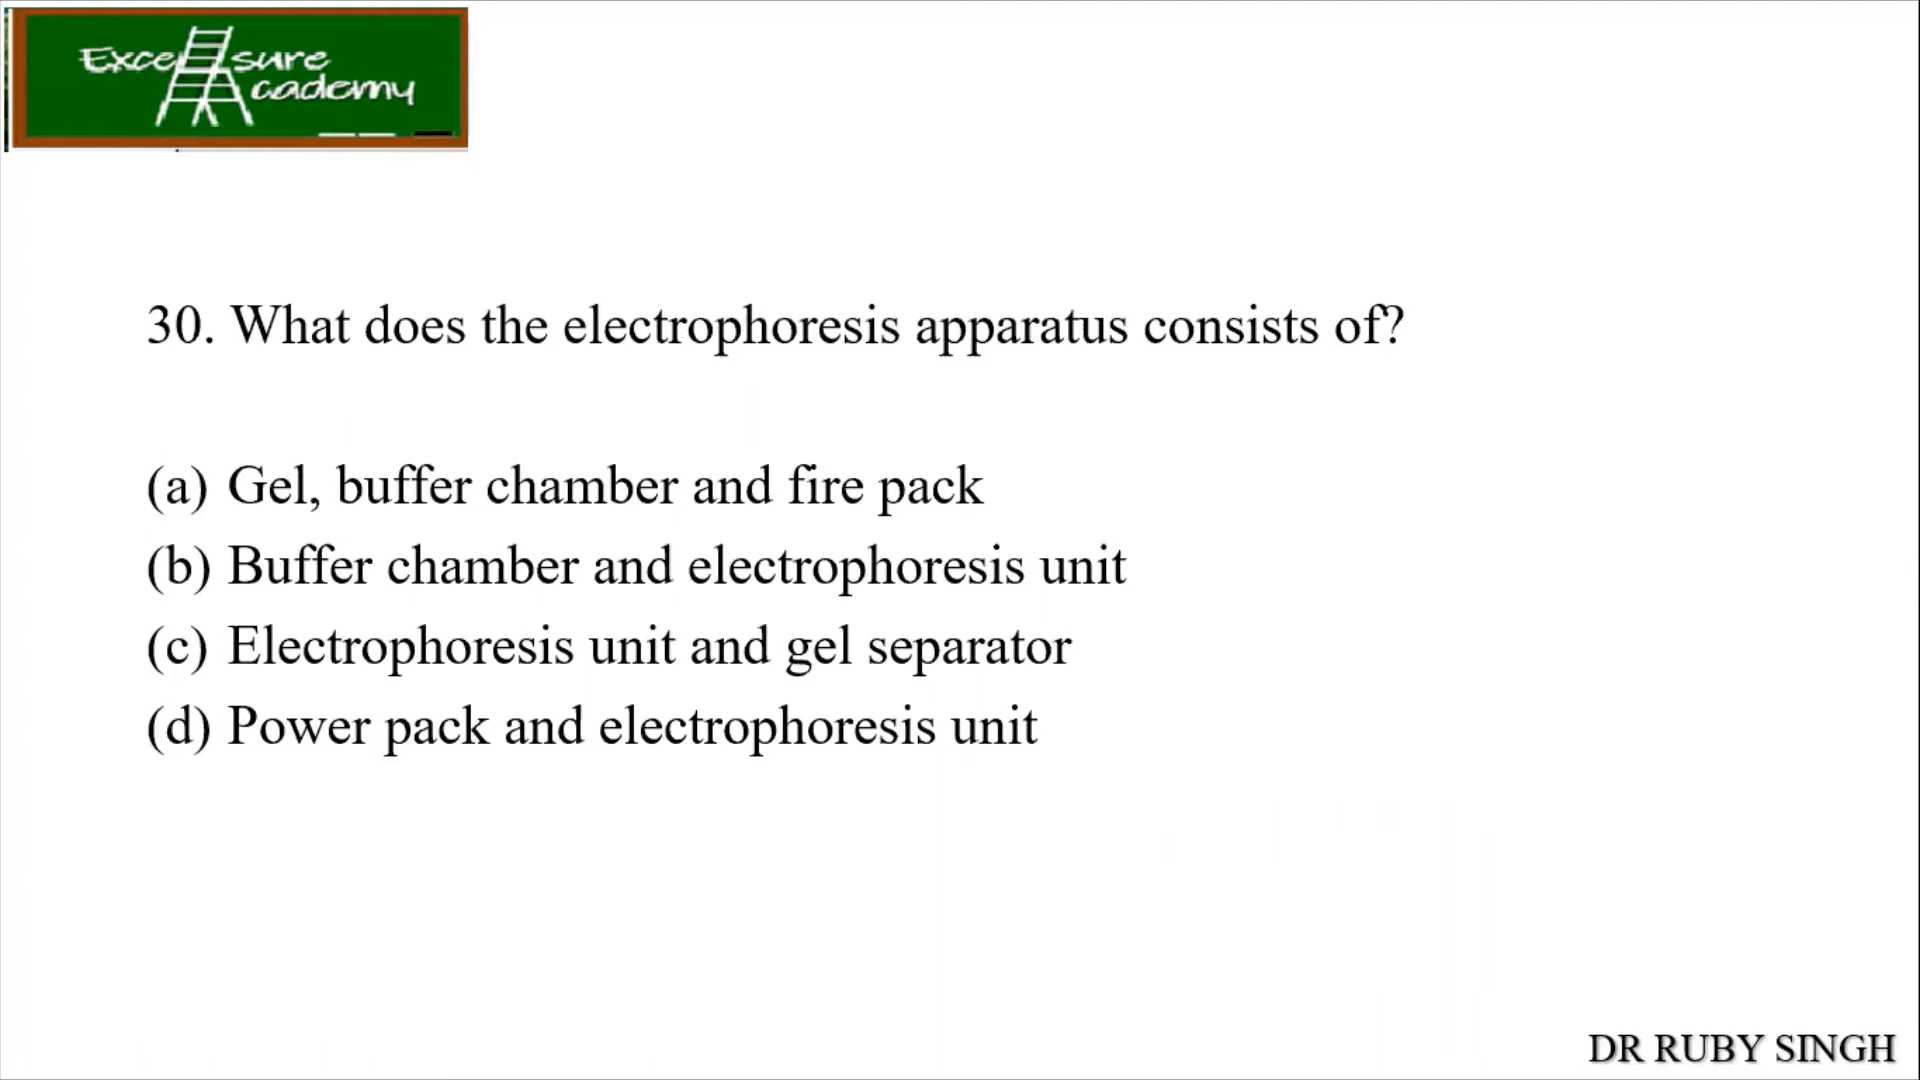 Excel sure
Academy
30. What does the electrophoresis apparatus consists of?
(a) Gel, buffer chamber and fire pack
(b) Buffer chamber and electrophoresis unit
(c) Electrophoresis unit and gel separator
(d) Power pack and electrophoresis unit
DR RUBY SINGH